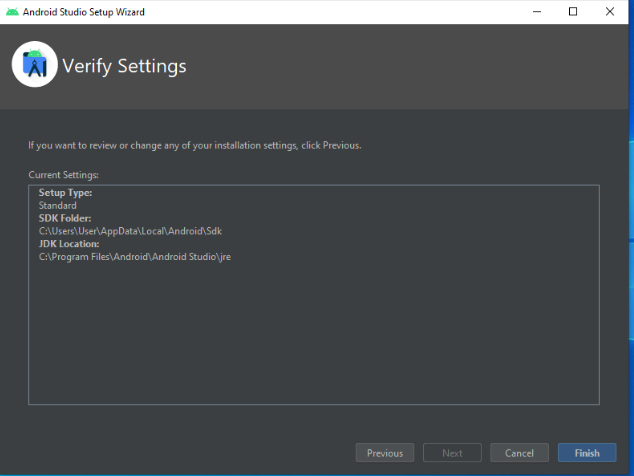 Android Studio Setup Wizard
Verify Settings
If you want to review or change any of your installation settings, click Previous.
Current Settings:
Setup Type:
Standard
SDK Folder:
C:\Users\User\AppData\Local\Android\Sdk
JDK Location:
C:\Program Files\Android\Android Studio\jre
Previous
Next
Cancel
Finish